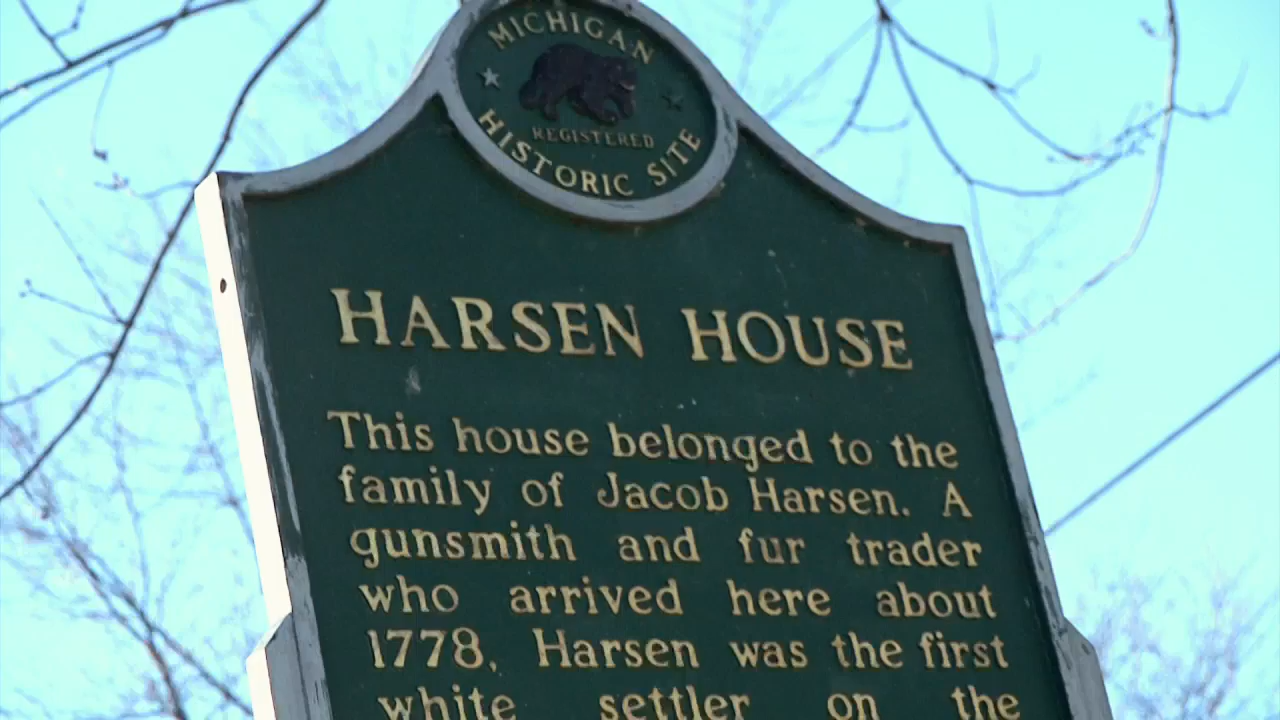 MICHIGAN
REGISTERED
HISTORIC SITE
HARSEN HOUSE
This house belonged to the
family of Jacob Harsen. A
gunsmith and fur trader
who arrived here about
1778, Harsen was the first
white settler on the